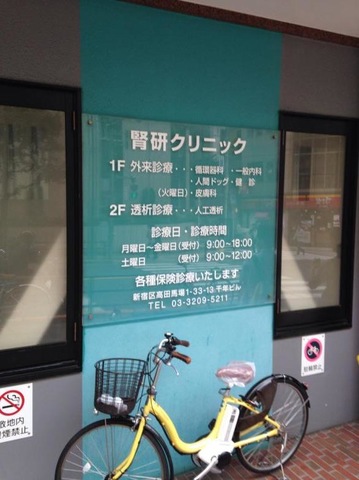 腎研クリニック
1F 外来診療・・・循環器科 ・一般内科
・人間ドッグ・健 診
(火曜日)・皮膚科
2F 透析診療・・・人工透析
診療日・診療時間
月曜日～金曜日(受付) 9:00~18:00
土曜日 (受付) 9:00~12:00
各種保険診療いたします
新宿区高田馬場1-33-13 千年ビル
TEL 03-3209-5211
駐輪禁止
敷地内
喫煙禁止